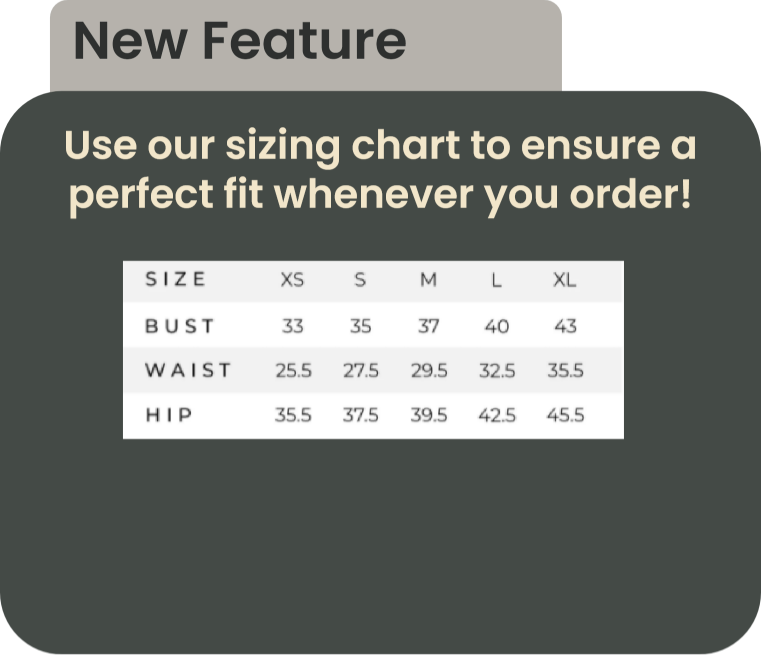 New Feature
Use our sizing chart to ensure a
perfect fit whenever you order!
SIZE XS S M L XL
BUST 33 35 37 40 43
WAIST 25.5 27.5 29.5 32.5 35.5
HIP 35.5 37.5 39.5 42.5 45.5